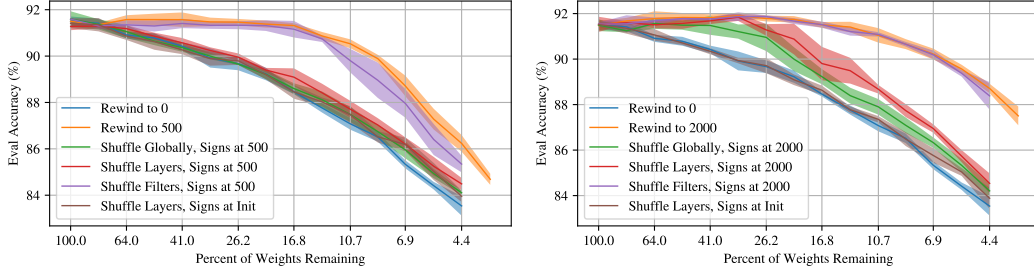 92
90
88
86
84
Eval Accuracy (%)
Rewind to 0
Rewind to 500
Shuffle Globally, Signs at 500
Shuffle Layers, Signs at 500
Shuffle Filters, Signs at 500
Shuffle Layers, Signs at Init
100.0 64.0 41.0 26.2 16.8 10.7 6.9 4.4
Percent of Weights Remaining
92
90
88
86
84
Eval Accuracy (%)
Rewind to 0
Rewind to 2000
Shuffle Globally, Signs at 2000
Shuffle Layers, Signs at 2000
Shuffle Filters, Signs at 2000
Shuffle Layers, Signs at Init
100.0 64.0 41.0 26.2 16.8 10.7 6.9 4.4
Percent of Weights Remaining